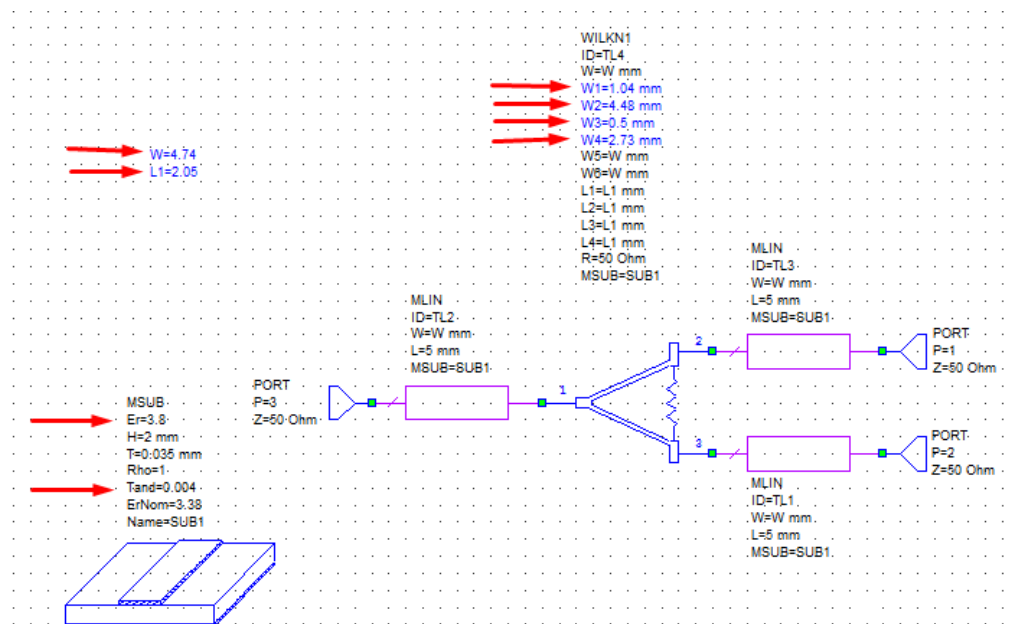 WILKN1
ID=TL4
W=W mm
W1=1.04 mm
W2=4.48 mm
W3=0.5 mm
W4=2.73 mm
W5=W mm
W6=W mm
L1=L1 mm
L2=L1 mm
L3=L1 mm
L4=L1 mm
R=50 Ohm
MSUB=SUB1
W=4.74
L1=2.05
MLIN
ID=TL3
W=W mm
L=5 mm
MSUB=SUB1
MLIN
ID=TL2
W=W mm
L=5 mm
MSUB=SUB1
PORT
P=1
Z=50 Ohm
2
1
3
PORT
P=3
Z=50 Ohm
MSUB
Er=3.8
H=2 mm
T=0.035 mm
Rho=1
Tand=0.004
ErNom=3.38
Name=SUB1
PORT
P=2
Z=50 Ohm
MLIN
ID=TL1
W=W mm
L=5 mm
MSUB=SUB1